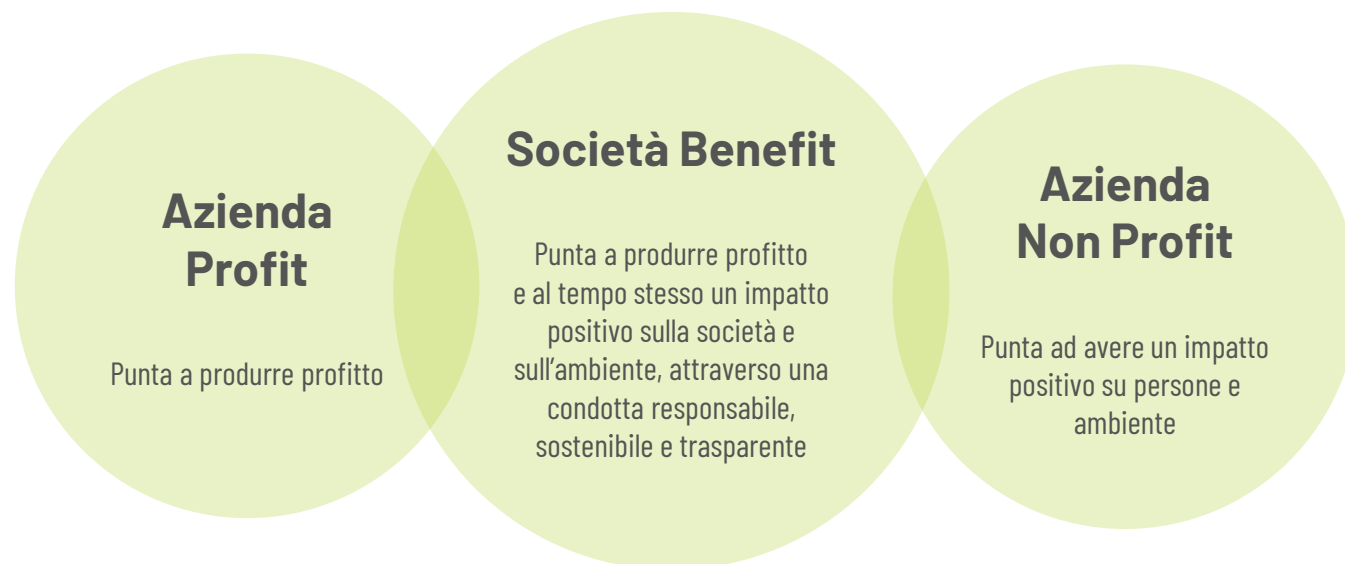 Azienda
Profit
Punta a produrre profitto
Società Benefit
Punta a produrre profitto
e al tempo stesso un impatto
positivo sulla società e
sull'ambiente, attraverso una
condotta responsabile,
sostenibile e trasparente
Azienda
Non Profit
Punta ad avere un impatto
positivo su persone e
ambiente